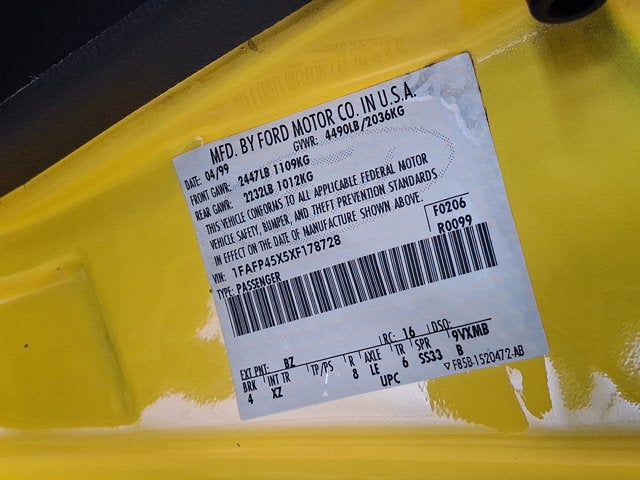 MFD. BY FORD MOTOR CO. IN U.S.A.
DATE: 04/99 GVWR: 4490LB/2036KG
FRONT GAWR: 2447LB 1109KG
REAR GAWR: 2232LB 1012KG
THIS VEHICLE CONFORMS TO ALL APPLICABLE FEDERAL MOTOR
VEHICLE SAFETY, BUMPER, AND THEFT PREVENTION STANDARDS
IN EFFECT ON THE DATE OF MANUFACTURE SHOWN ABOVE.
VIN: 1FAFP45X5XF178728 F0206
TYPE: PASSENGER R0099
EXT PNT: BZ RC: 16 DSO: 9VXMB
BRK INT TR TP/PS R AXLE TR SPR B
4 XZ 8 LE 6 SS33
UPC ▽ F85B-1520472-AB